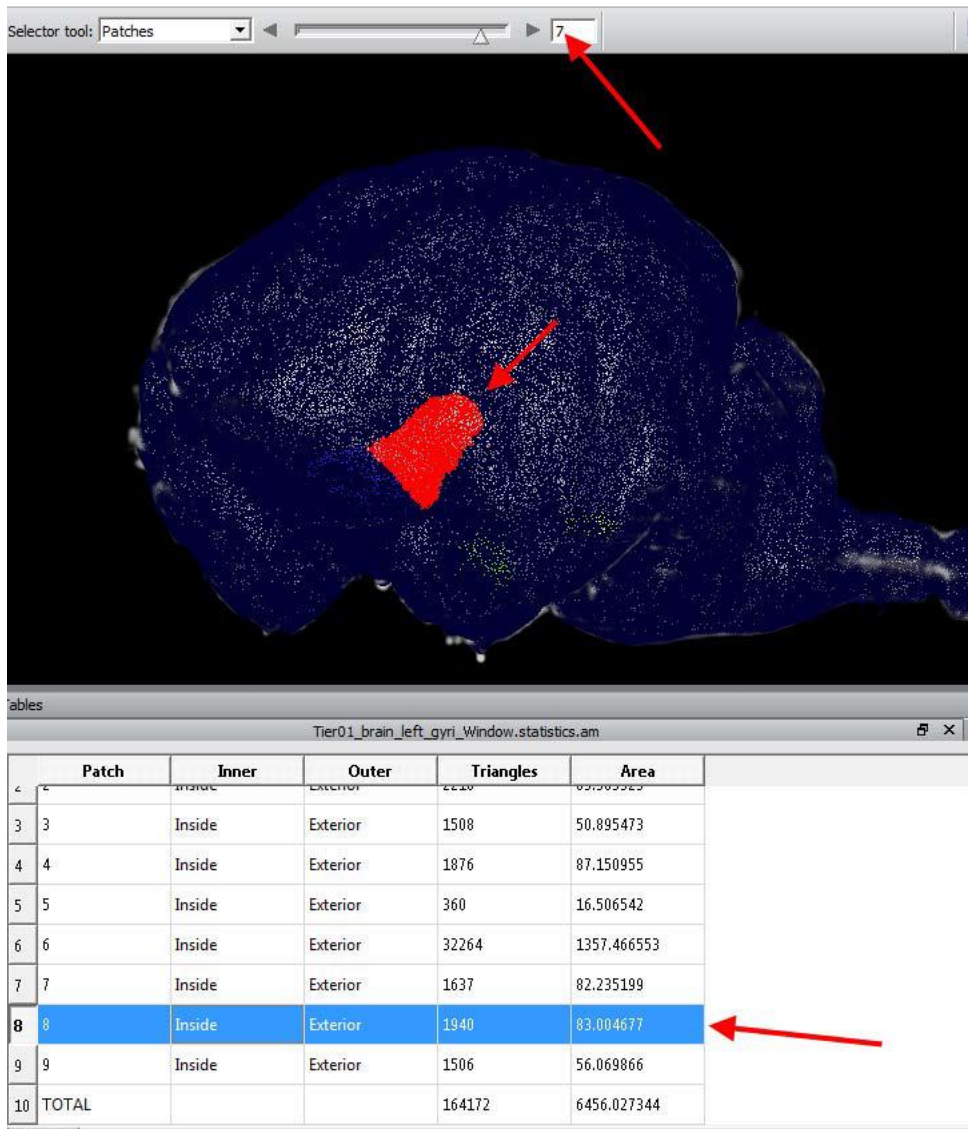 Selector tool: Patches 7
Tables
Tier01_brain_left_gyri_Window.statistics.am
Patch Inner Outer Triangles Area
3 3 Inside Exterior 1508 50.895473
4 4 Inside Exterior 1876 87.150955
5 5 Inside Exterior 360 16.506542
6 6 Inside Exterior 32264 1357.466553
7 7 Inside Exterior 1637 82.235199
8 8 Inside Exterior 1940 83.004677
9 9 Inside Exterior 1506 56.069866
10 TOTAL 164172 6456.027344